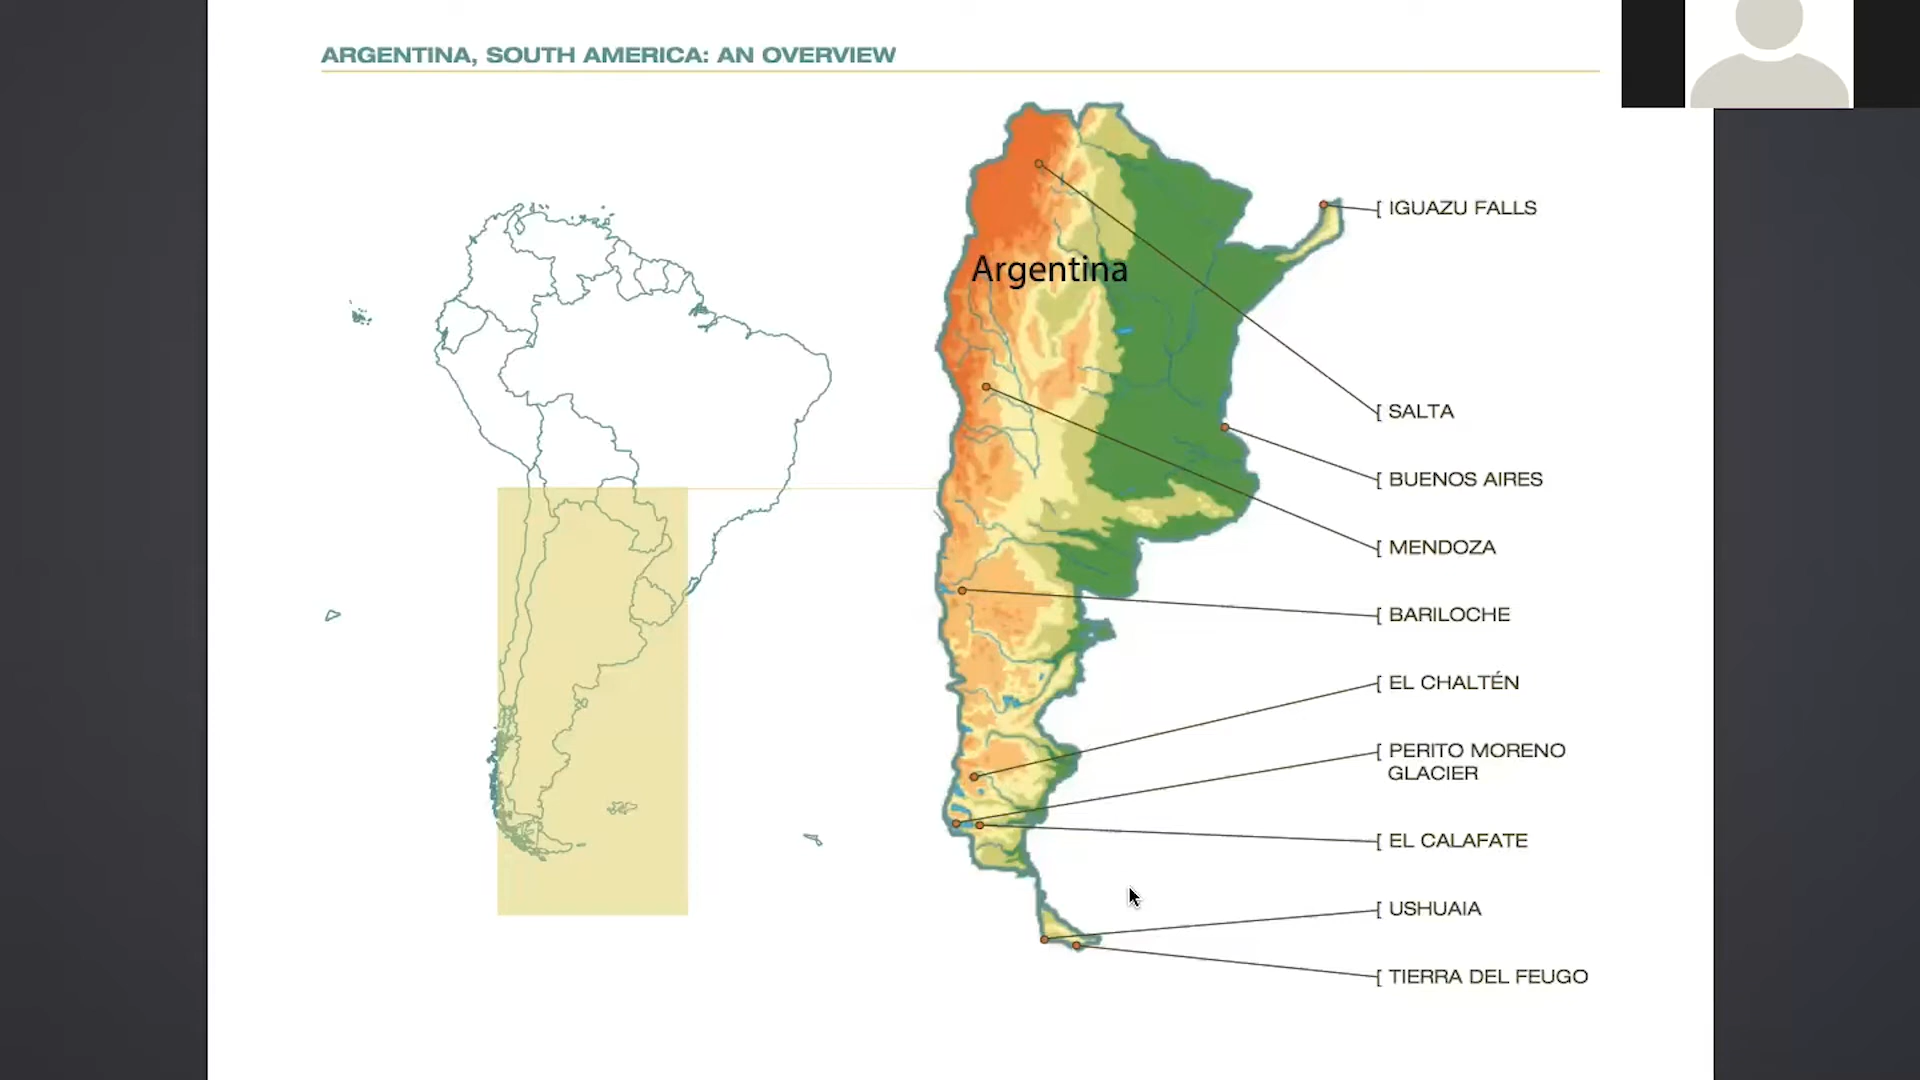 ARGENTINA, SOUTH AMERICA: AN OVERVIEW
Argentina
[ IGUAZU FALLS
[ SALTA
[ BUENOS AIRES
[ MENDOZA
[ BARILOCHE
[ EL CHALTÉN
[ PERITO MORENO
GLACIER
[ EL CALAFATE
[ USHUAIA
[ TIERRA DEL FEUGO